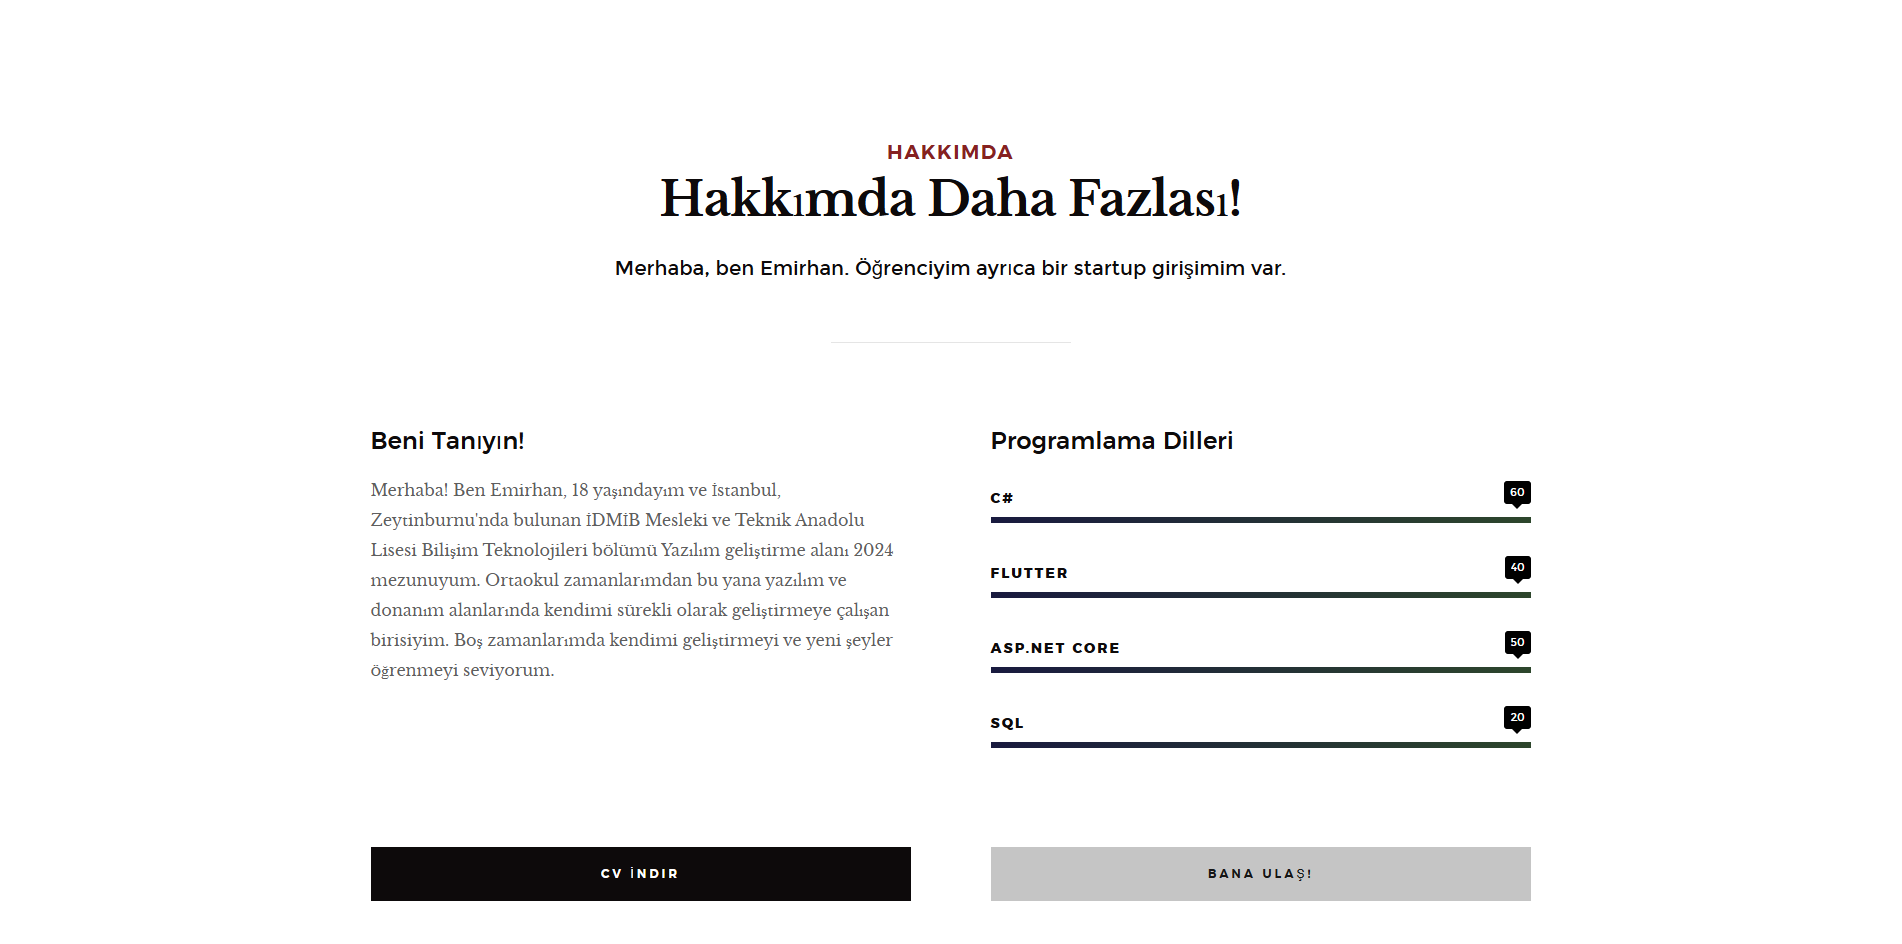 HAKKIMDA
Hakkımda Daha Fazlası!
Merhaba, ben Emirhan. Öğrenciyim ayrıca bir startup girişimim var.
Beni Tanıyın!
Merhaba! Ben Emirhan, 18 yaşındayım ve İstanbul,
Zeytinburnu'nda bulunan İDMİB Mesleki ve Teknik Anadolu
Lisesi Bilişim Teknolojileri bölümü Yazılım geliştirme alanı 2024
mezunuyum. Ortaokul zamanlarımdan bu yana yazılım ve
donanım alanlarında kendimi sürekli olarak geliştirmeye çalışan
birisiyim. Boş zamanlarımda kendimi geliştirmeyi ve yeni şeyler
öğrenmeyi seviyorum.
Programlama Dilleri
C# 60
FLUTTER 40
ASP.NET CORE 50
SQL 20
CV İNDIR
BANA ULAŞ!